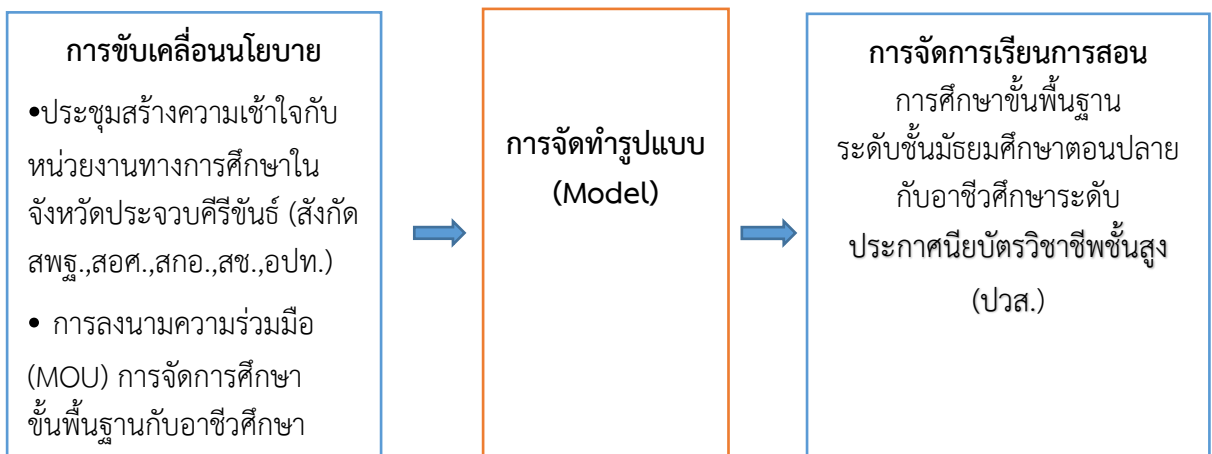 การขับเคลื่อนนโยบาย
•ประชุมสร้างความเช้าใจกับ
หน่วยงานทางการศึกษาใน
จังหวัดประจวบคีรีขันธ์ (สังกัด
สพฐ.,สอศ.,สกอ.,สช.,อปท.)
• การลงนามความร่วมมือ
(MOU) การจัดการศึกษา
ขั้นพื้นฐานกับอาชีวศึกษา
การจัดทำรูปแบบ
(Model)
การจัดการเรียนการสอน
การศึกษาขั้นพื้นฐาน
ระดับชั้นมัธยมศึกษาตอนปลาย
กับอาชีวศึกษาระดับ
ประกาศนียบัตรวิชาชีพชั้นสูง
(ปวส.)